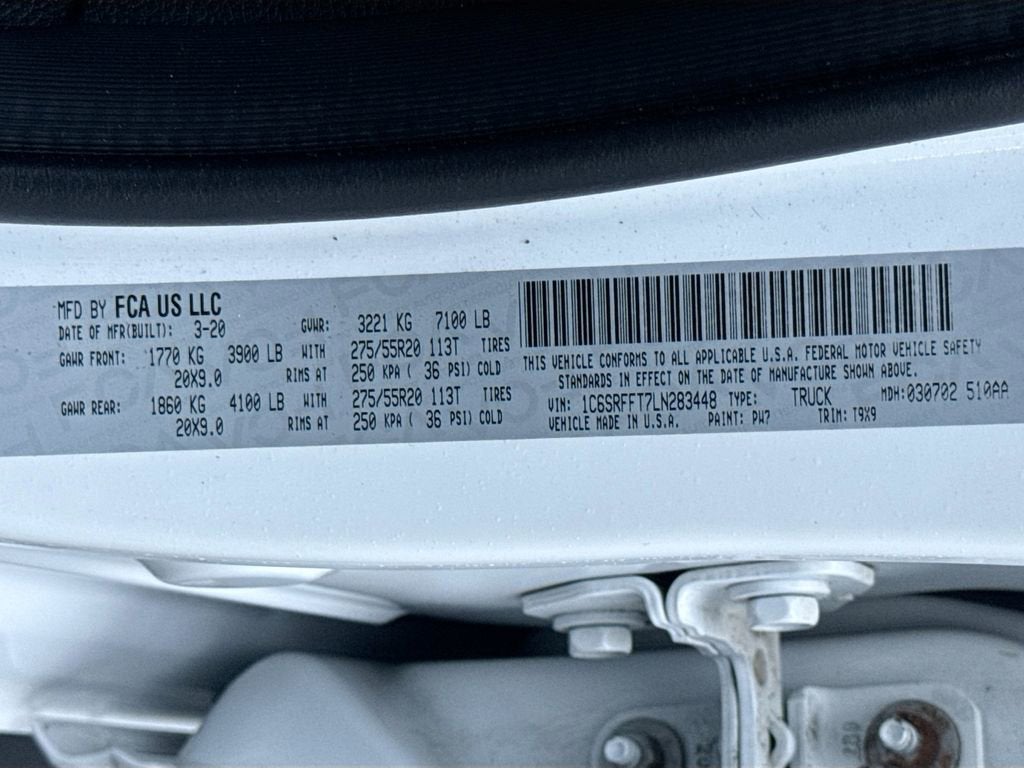 MFD BY FCA US LLC
DATE OF MFR(BUILT): 3-20 GVWR: 3221 KG 7100 LB
GAWR FRONT: 1770 KG 3900 LB WITH 275/55R20 113T TIRES
20X9.0 RIMS AT 250 KPA ( 36 PSI) COLD
GAWR REAR: 1860 KG 4100 LB WITH 275/55R20 113T TIRES
20X9.0 RIMS AT 250 KPA ( 36 PSI) COLD
THIS VEHICLE CONFORMS TO ALL APPLICABLE U.S.A. FEDERAL MOTOR VEHICLE SAFETY
STANDARDS IN EFFECT ON THE DATE OF MANUFACTURE SHOWN ABOVE.
VIN: 1C6SRFFT7LN283448 TYPE: TRUCK MDH:030702 510AA
VEHICLE MADE IN U.S.A. PAINT: PW7 TRIM: T9X9